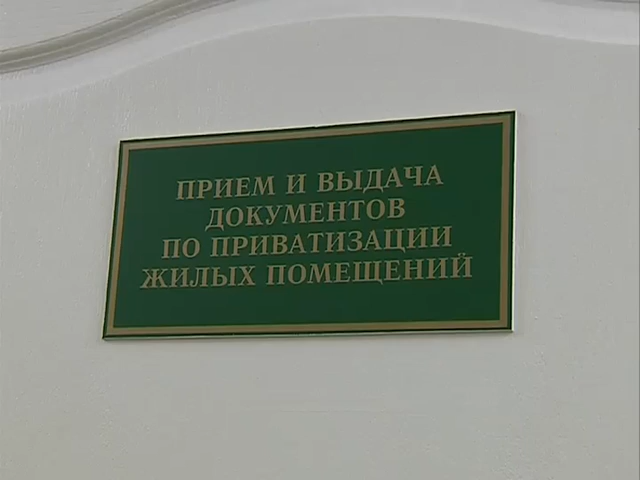 ПРИЕМ И ВЫДАЧА
ДОКУМЕНТОВ
ПО ПРИВАТИЗАЦИИ
ЖИЛЫХ ПОМЕЩЕНИЙ